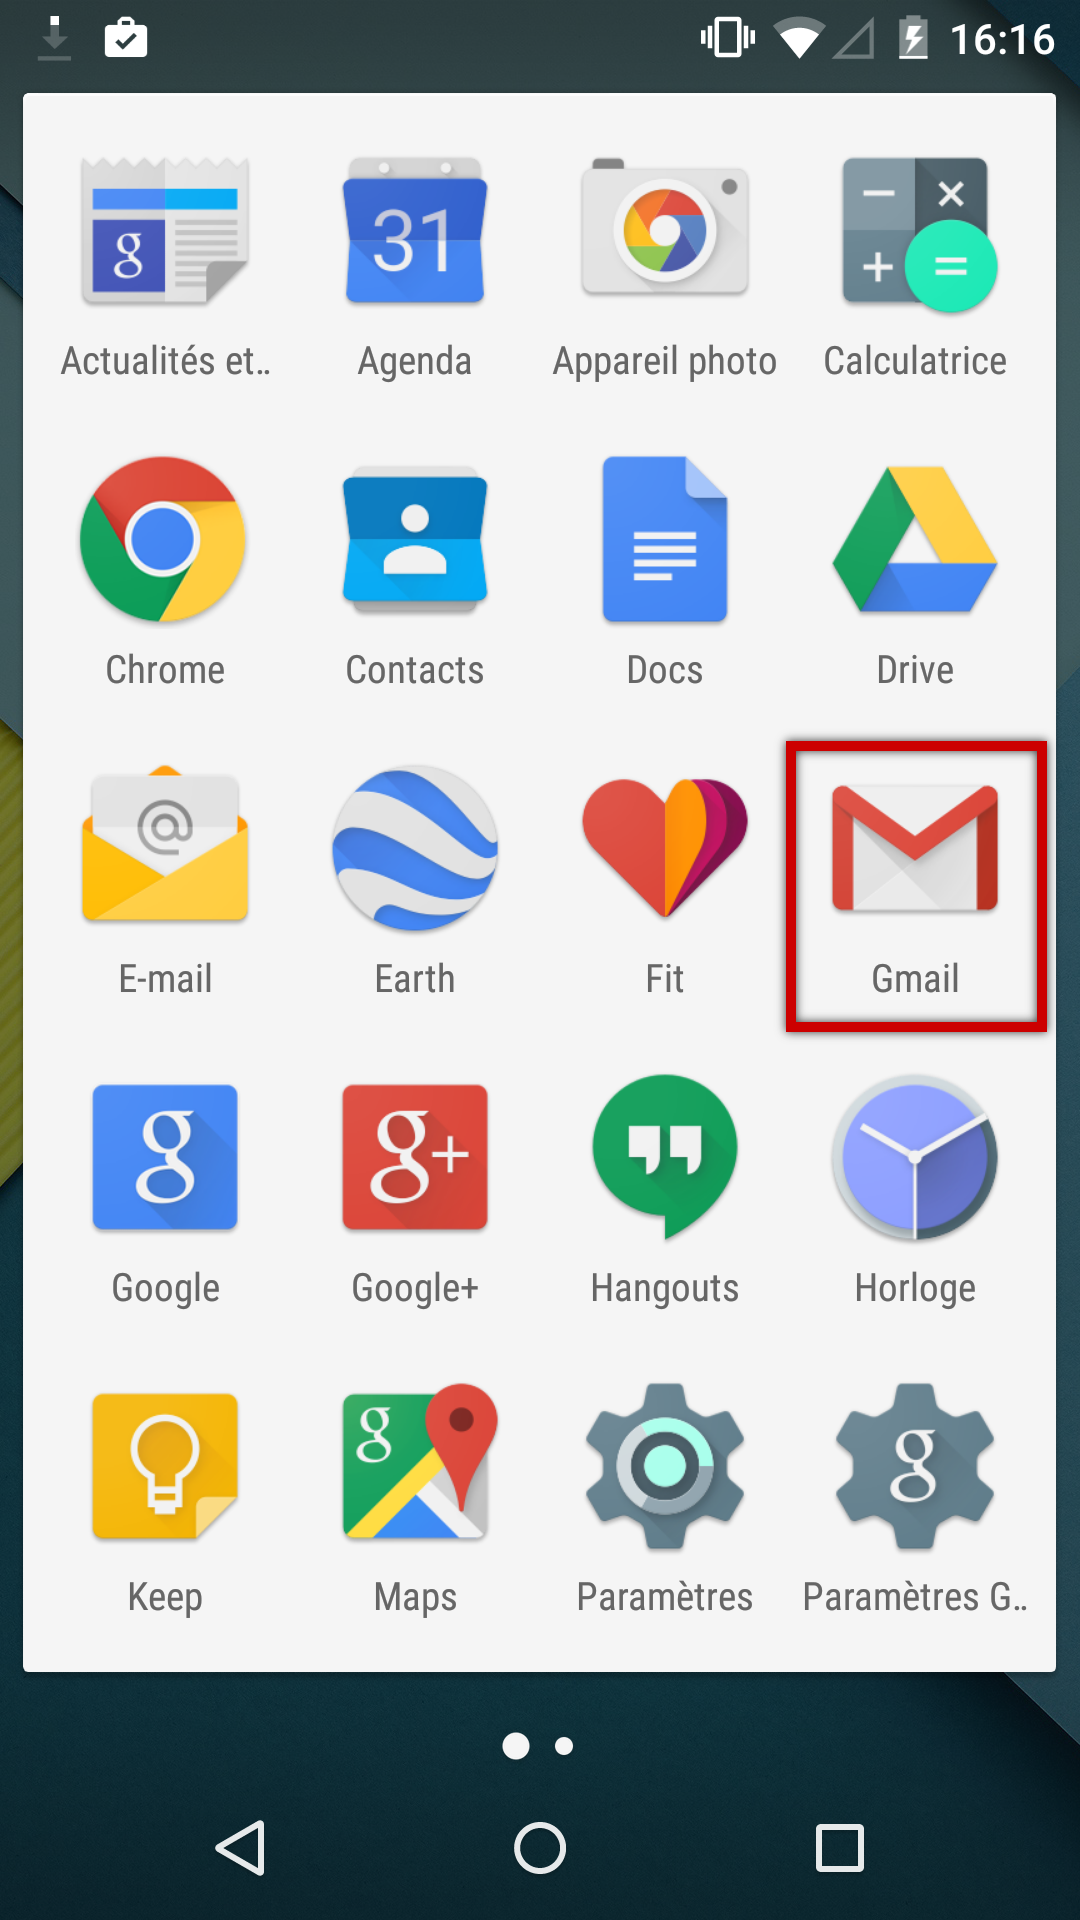 16:16
31
g
Actualités et..
Agenda
Appareil photo
Calculatrice
Chrome
Contacts
Docs
Drive
@
E-mail
Earth
Fit
Gmail
g
g+
Google
Google+
Hangouts
Horloge
g
g
Keep
Maps
Paramètres
Paramètres G..